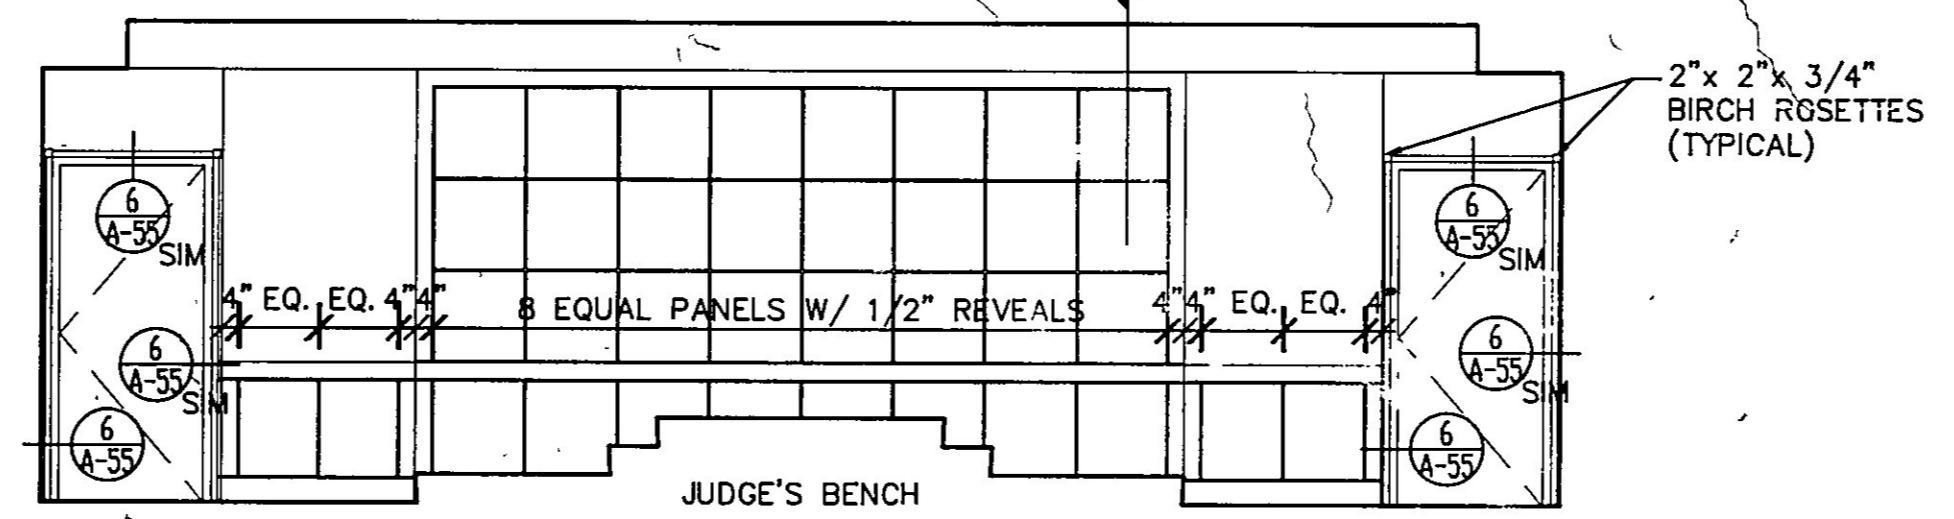 2"x 2"x 3/4"
BIRCH ROSETTES
(TYPICAL)
6
A-55
SIM
6
A-55
SIM
4" EQ. EQ. 4" 4" 8 EQUAL PANELS W/ 1/2" REVEALS 4" 4" EQ. EQ. 4"
6
A-55
SIM
6
A-55
SIM
6
A-55
6
A-55
JUDGE'S BENCH